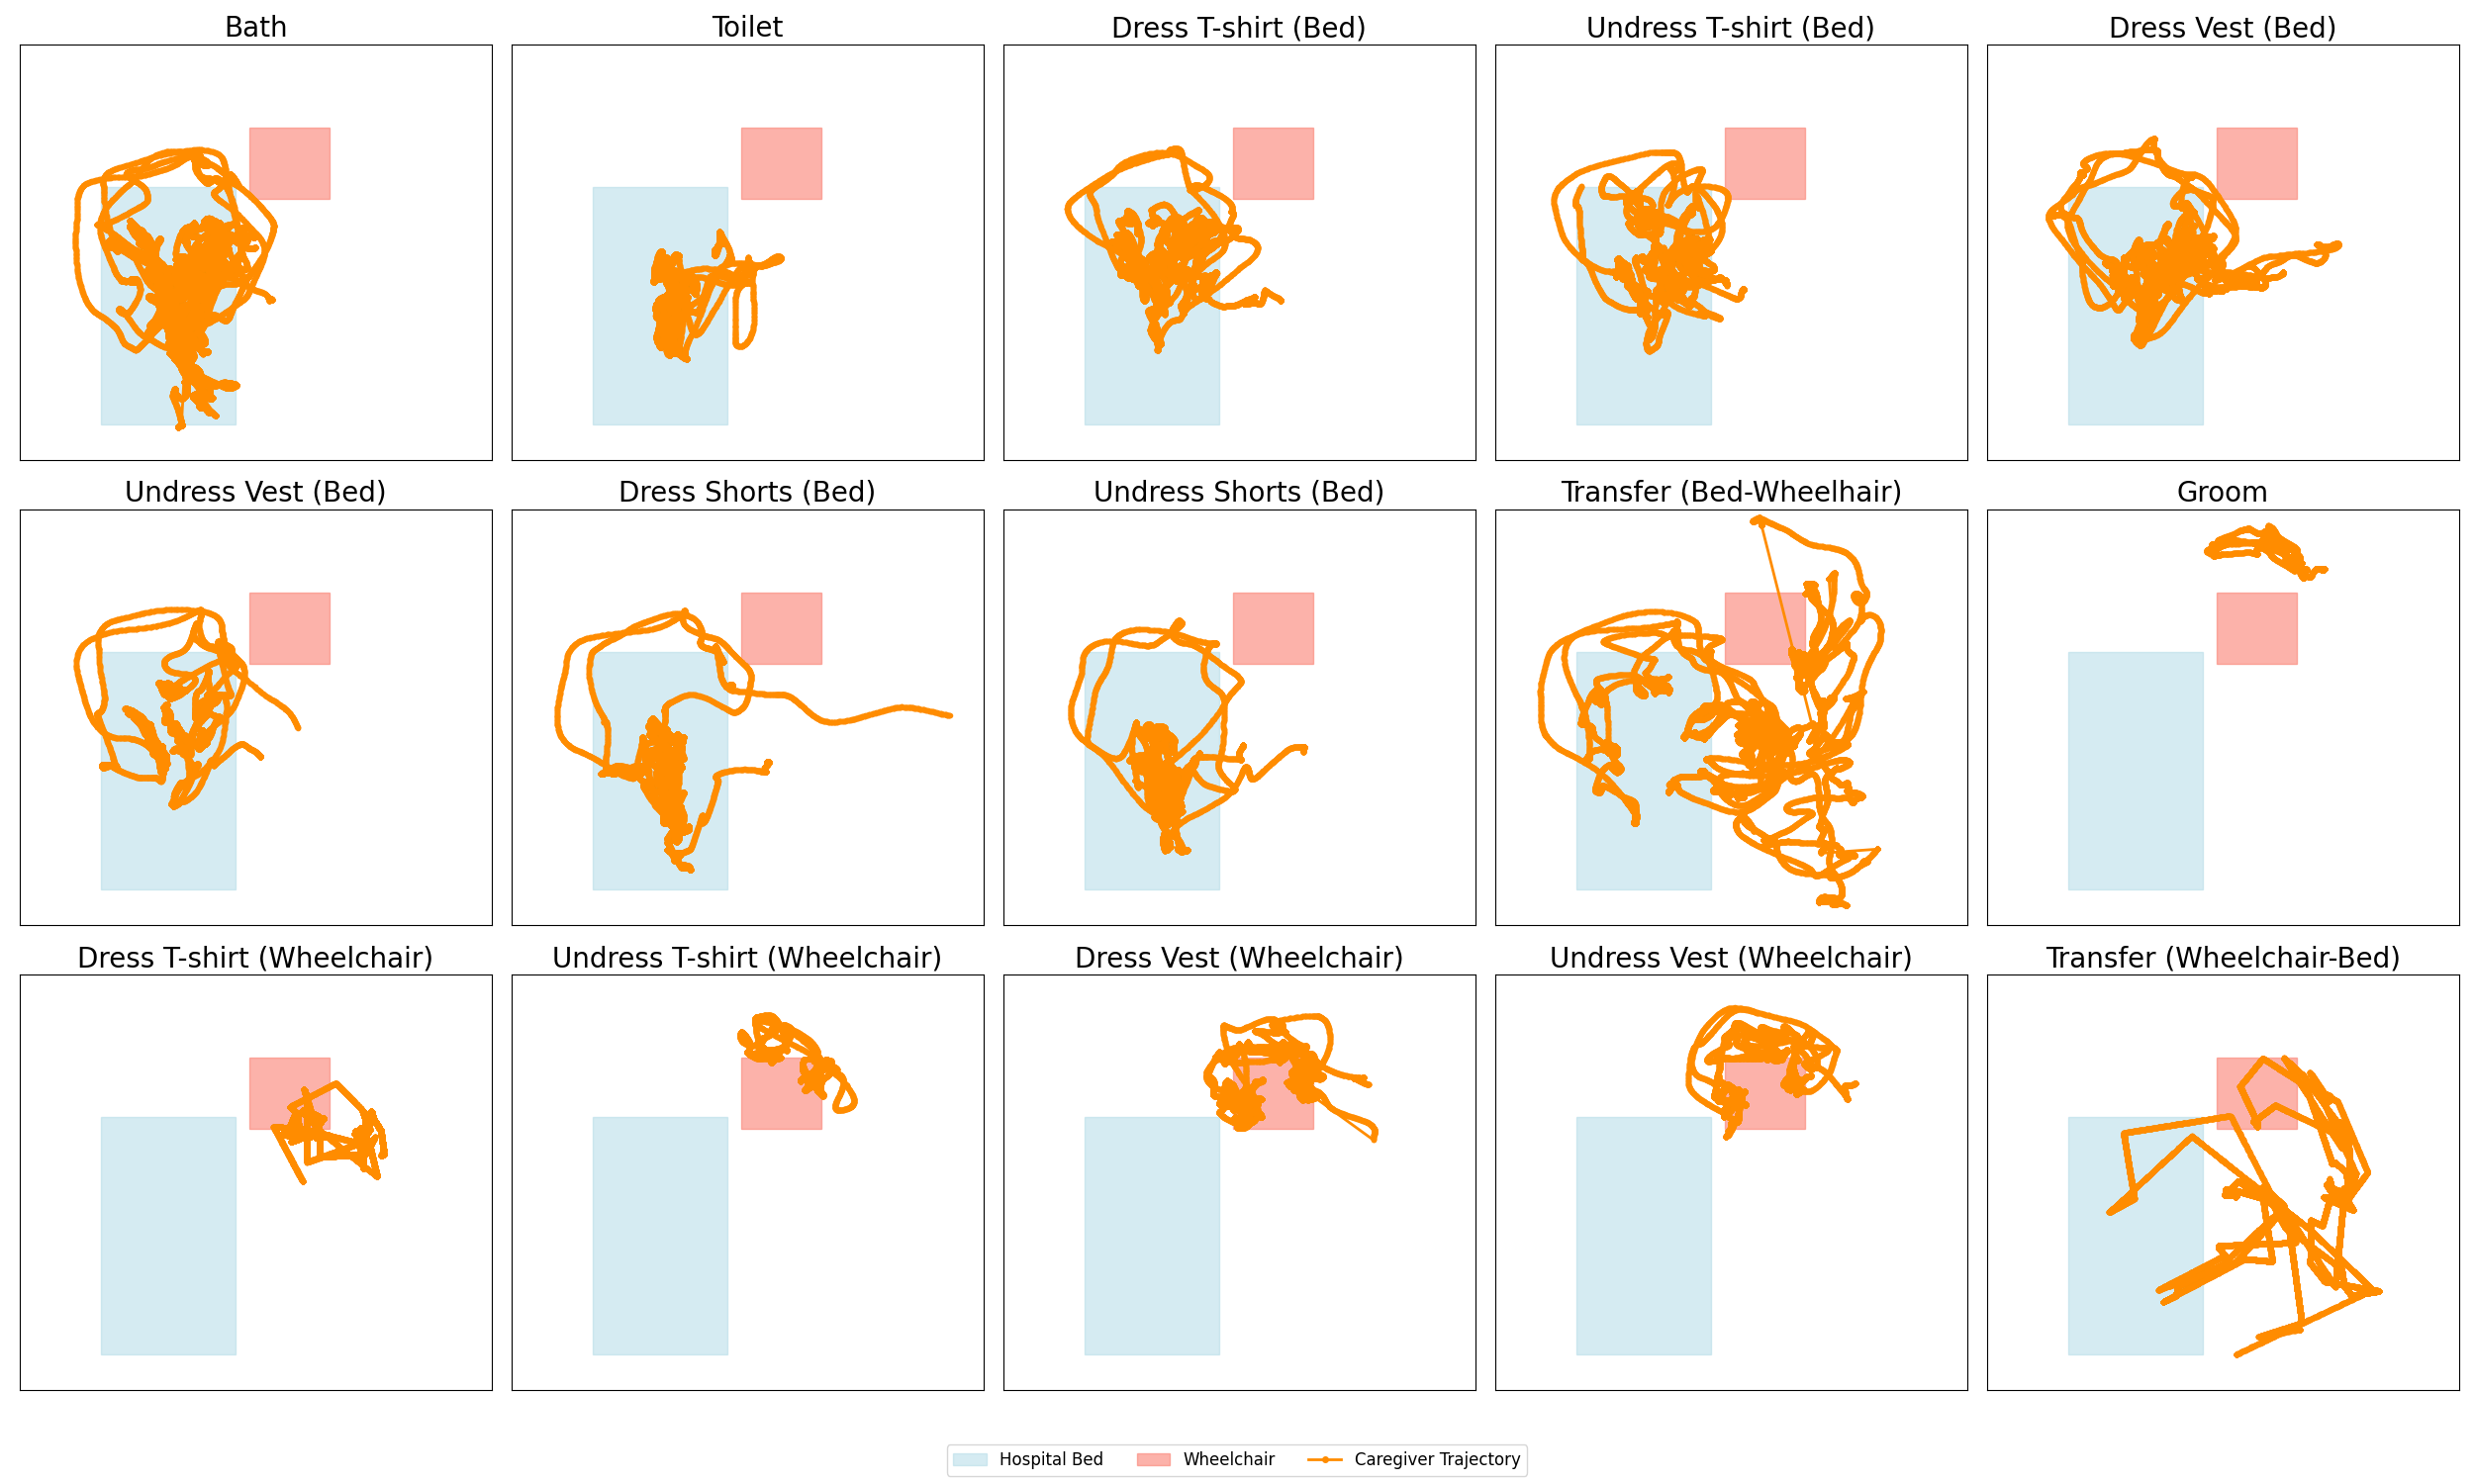 Bath
Toilet
Dress T-shirt (Bed)
Undress T-shirt (Bed)
Dress Vest (Bed)
Undress Vest (Bed)
Dress Shorts (Bed)
Undress Shorts (Bed)
Transfer (Bed-Wheelhair)
Groom
Dress T-shirt (Wheelchair)
Undress T-shirt (Wheelchair)
Dress Vest (Wheelchair)
Undress Vest (Wheelchair)
Transfer (Wheelchair-Bed)
Hospital Bed
Wheelchair
Caregiver Trajectory